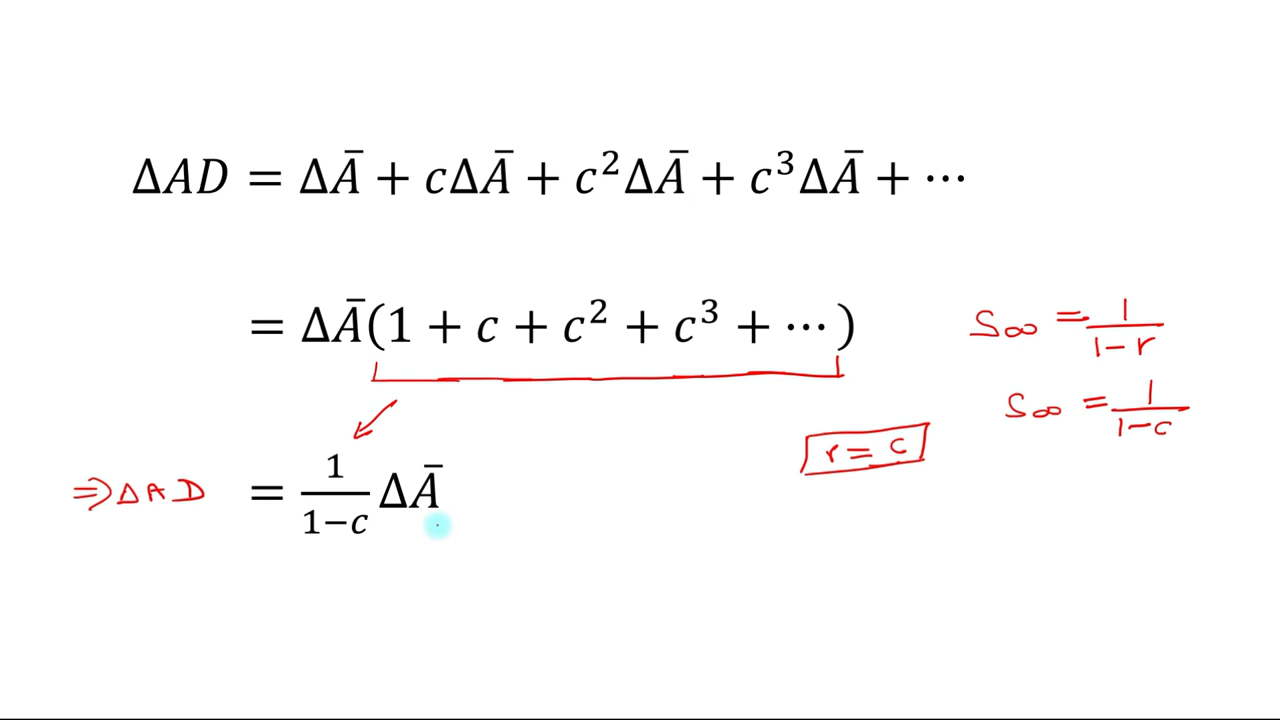 ΔAD = ΔĀ + cΔĀ + c²ΔĀ + c³ΔĀ + ⋯
= ΔĀ(1 + c + c² + c³ + ⋯ )
S∞ = 1/1-r
S∞ = 1/1-c
r = c
⇒ ΔAD = 1/1−c ΔĀ